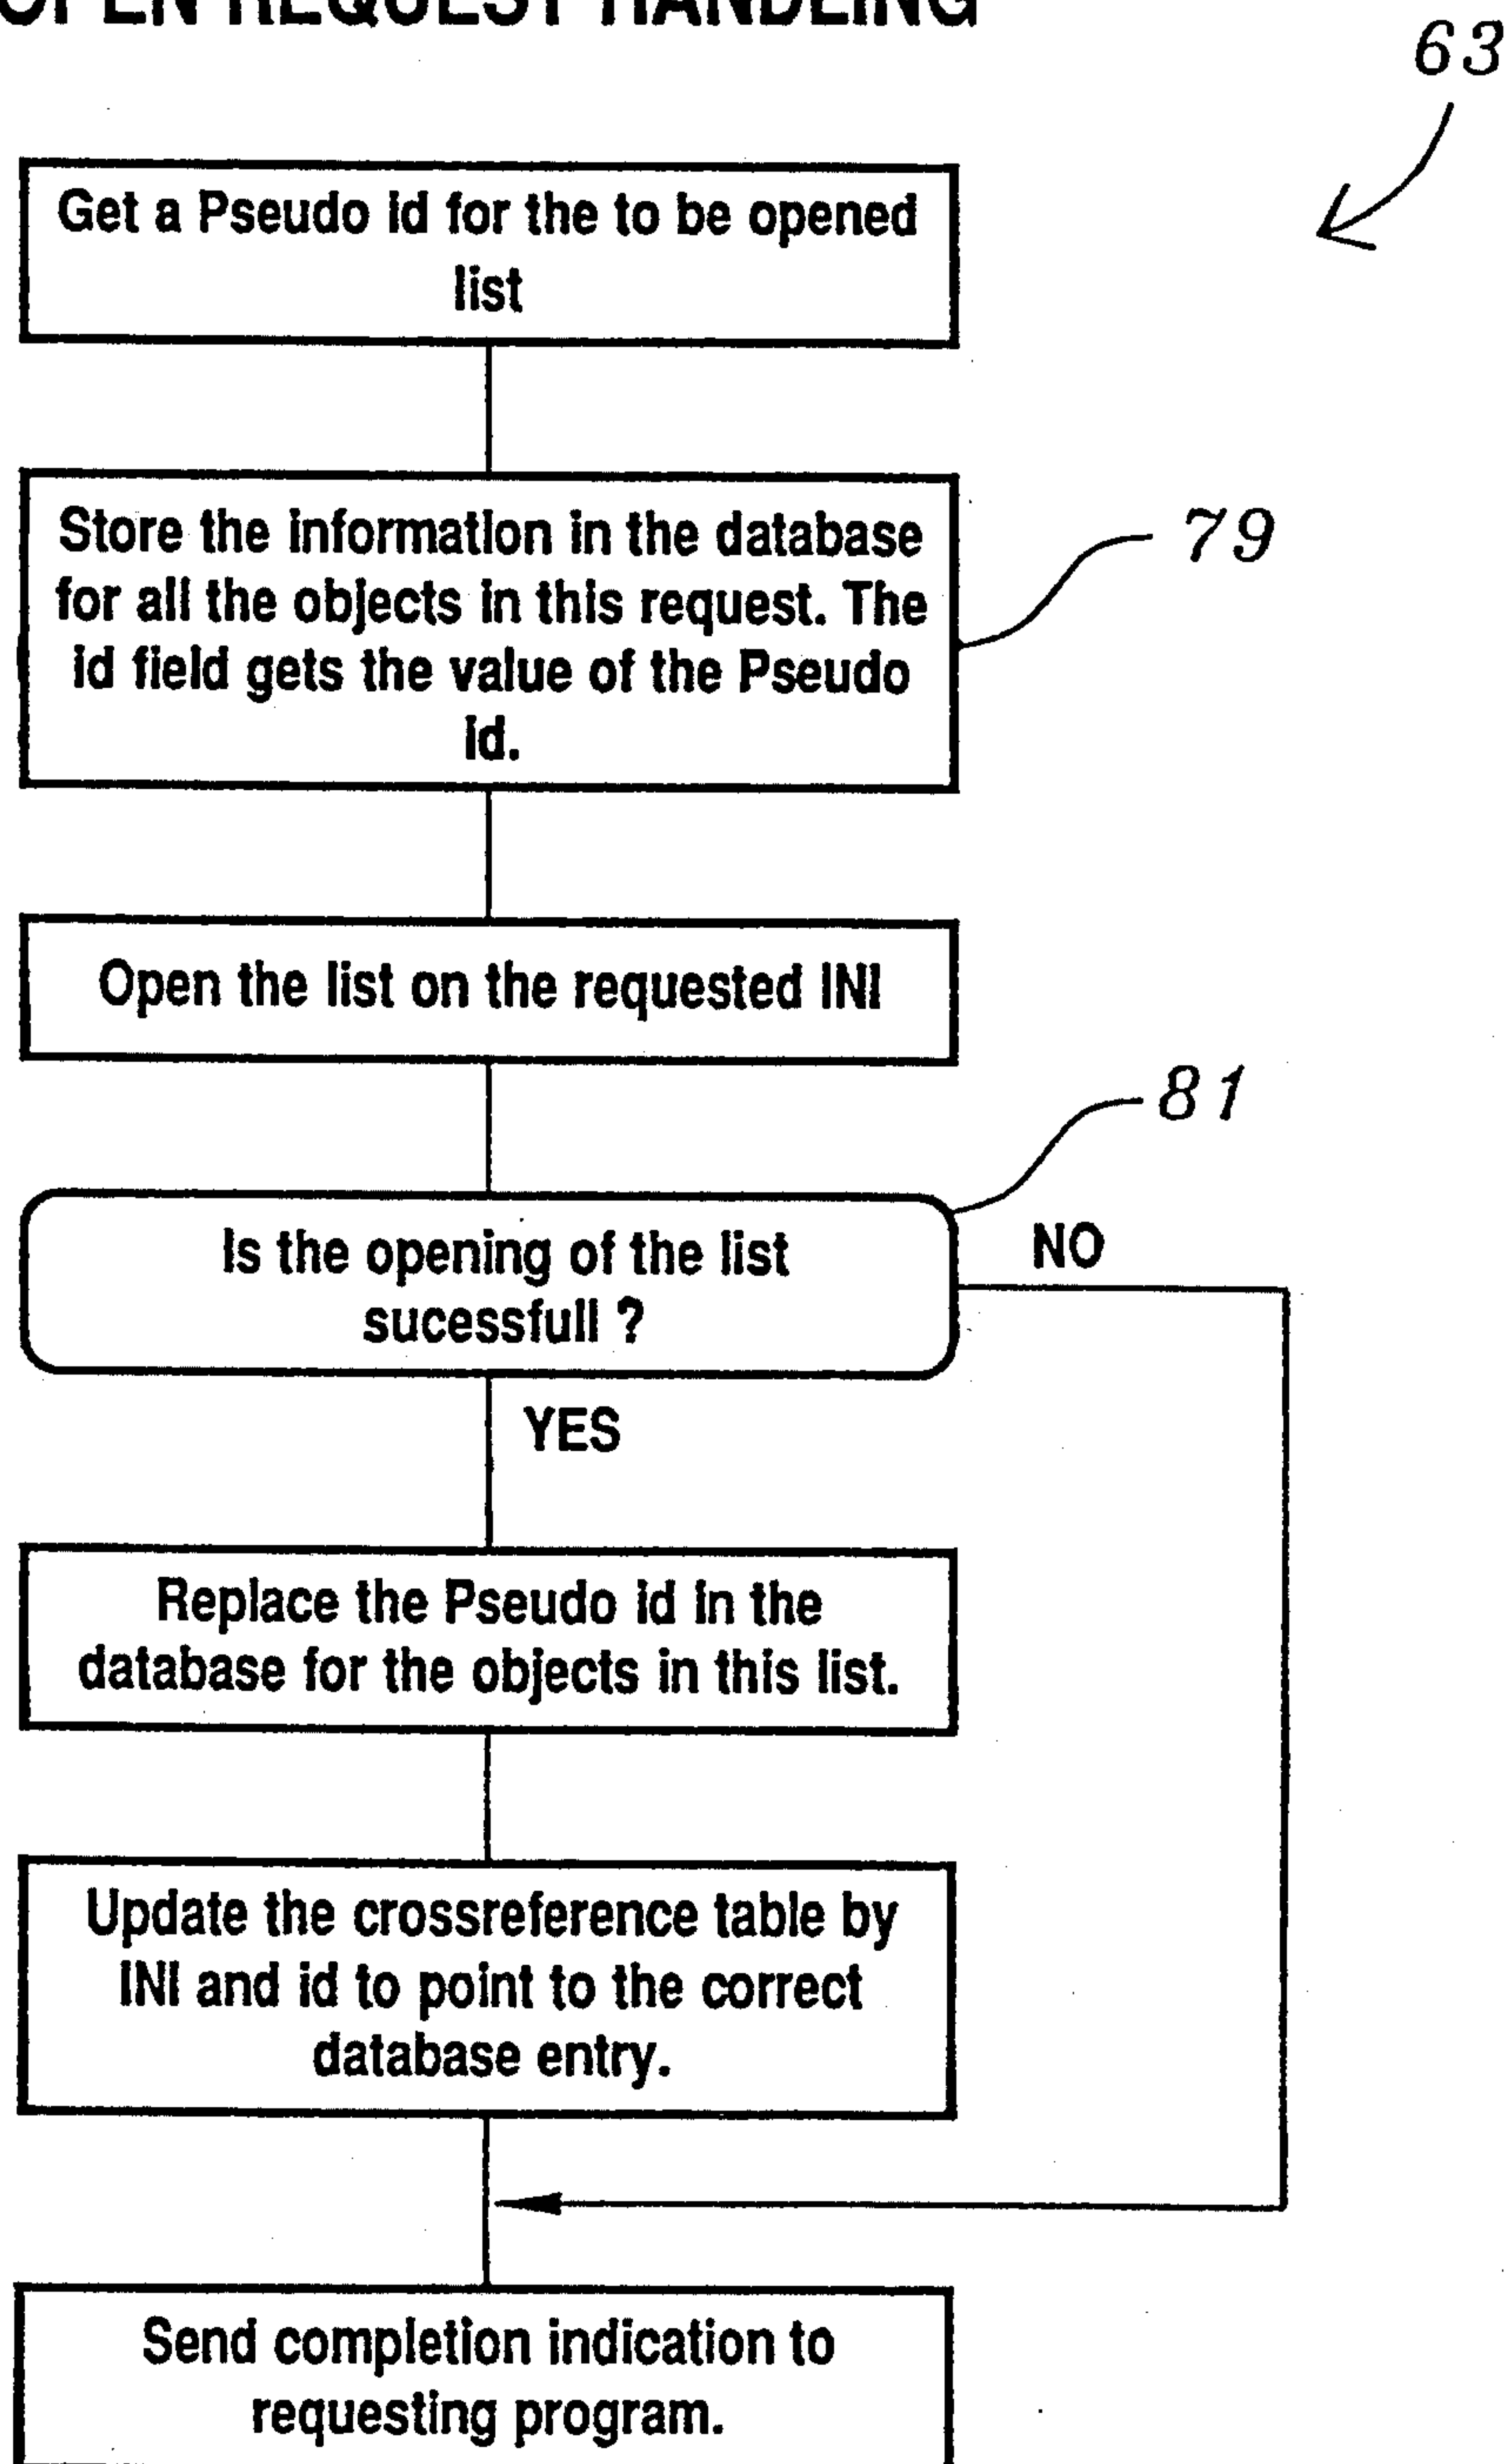 OPEN REQUEST HANDLING
63
Get a Pseudo id for the to be opened
list
Store the information in the database
for all the objects in this request. The
id field gets the value of the Pseudo
id.
79
Open the list on the requested INI
81
Is the opening of the list
sucessfull ?
NO
YES
Replace the Pseudo id in the
database for the objects in this list.
Update the crossreference table by
INI and id to point to the correct
database entry.
Send completion indication to
requesting program.